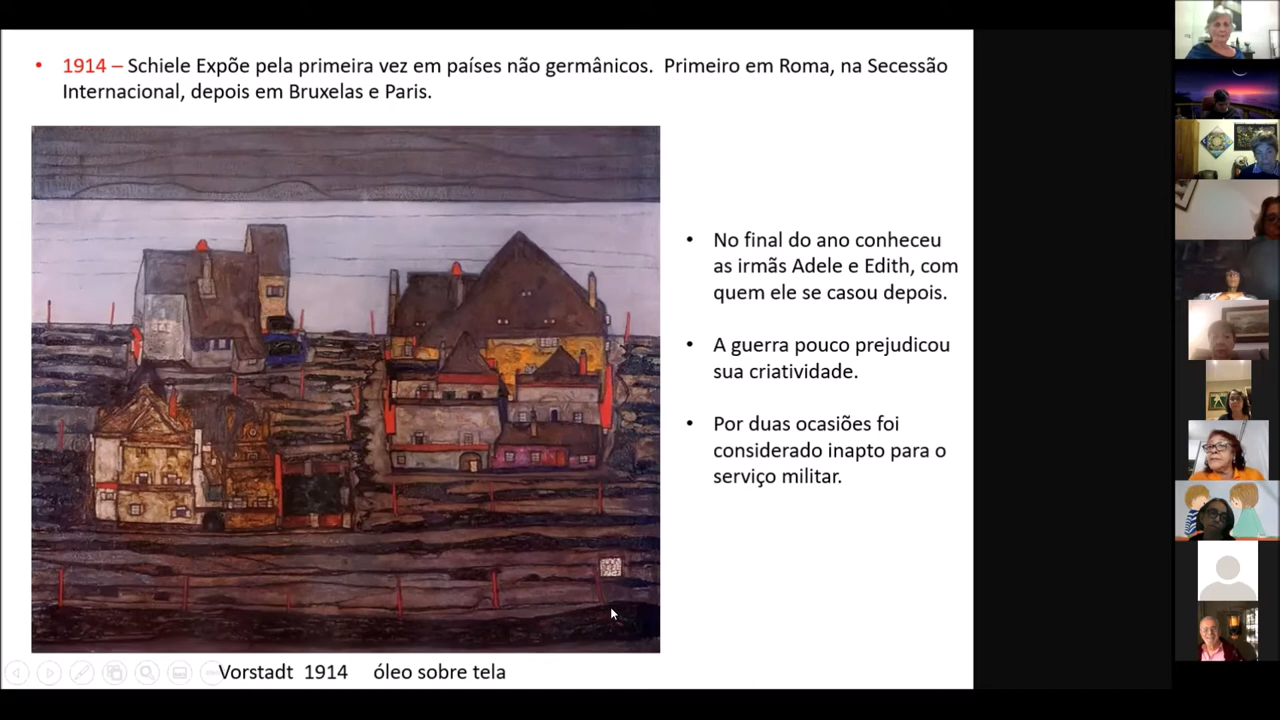 • 1914 – Schiele Expõe pela primeira vez em países não germânicos. Primeiro em Roma, na Secessão
Internacional, depois em Bruxelas e Paris.
• No final do ano conheceu
as irmãs Adele e Edith, com
quem ele se casou depois.
• A guerra pouco prejudicou
sua criatividade.
• Por duas ocasiões foi
considerado inapto para o
serviço militar.
Vorstadt 1914 óleo sobre tela